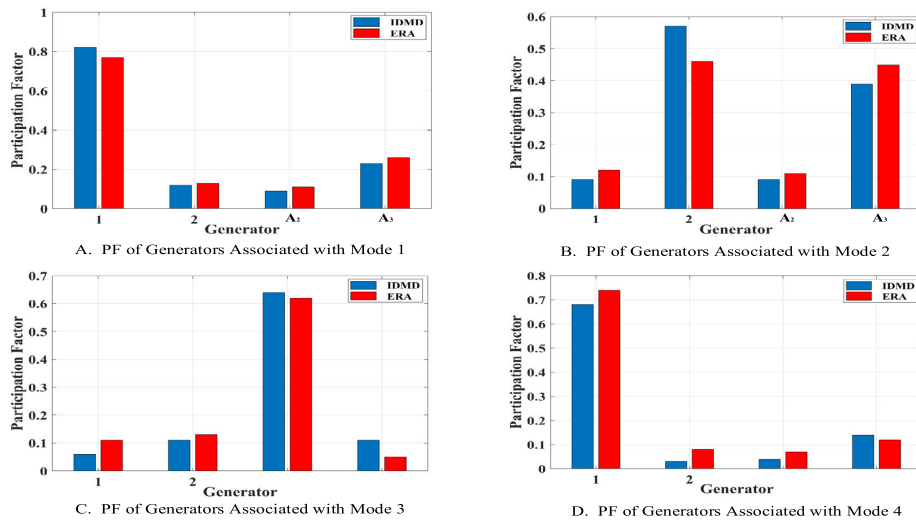 1
0.8
0.6
0.4
0.2
0
Participation Factor
IDMD
ERA
1 2 A₂ A₃
Generator
A. PF of Generators Associated with Mode 1
0.6
0.5
0.4
0.3
0.2
0.1
0
Participation Factor
IDMD
ERA
1 2 A₂ A₃
Generator
B. PF of Generators Associated with Mode 2
0.7
0.6
0.5
0.4
0.3
0.2
0.1
0
Participation Factor
IDMD
ERA
1 2
Generator
C. PF of Generators Associated with Mode 3
0.8
0.7
0.6
0.5
0.4
0.3
0.2
0.1
0
Participation Factor
IDMD
ERA
1 2
Generator
D. PF of Generators Associated with Mode 4